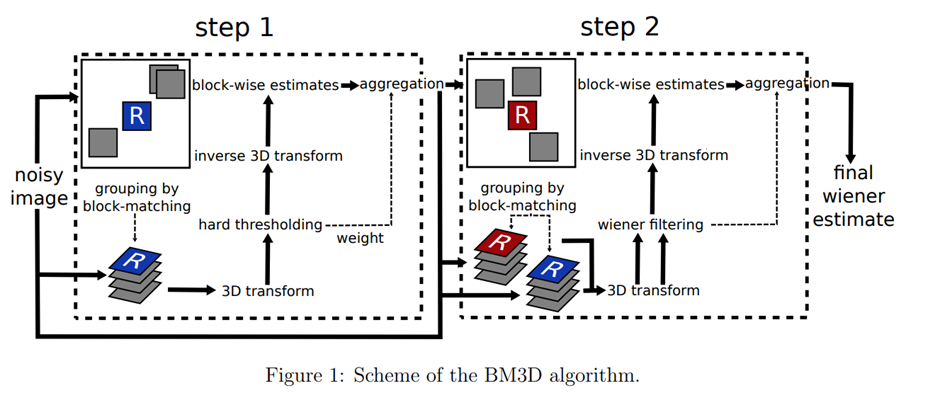 step 1
step 2
R
block-wise estimates
aggregation
R
block-wise estimates
aggregation
noisy
image
inverse 3D transform
inverse 3D transform
final
wiener
estimate
grouping by
block-matching
grouping by
block-matching
hard thresholding
weight
wiener filtering
R
3D transform
R
R
3D transform
Figure 1: Scheme of the BM3D algorithm.